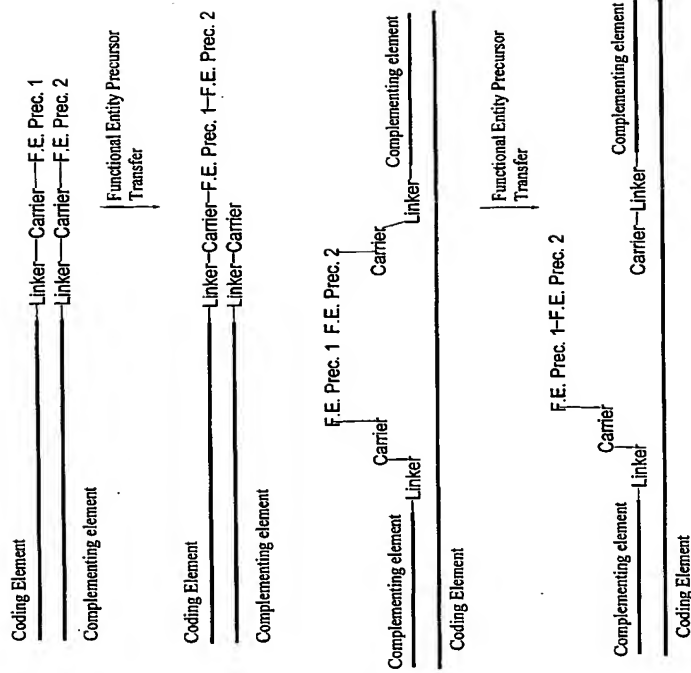 Coding Element
Linker—Carrier—F.E. Prec. 1
Linker—Carrier—F.E. Prec. 2
Complementing element
Functional Entity Precursor
Transfer
Coding Element
Linker–Carrier–F.E. Prec. 1–F.E. Prec. 2
Linker–Carrier
Complementing element
F.E. Prec. 1 F.E. Prec. 2
Carrier Carrier
Complementing element Linker Linker Complementing element
Coding Element
Functional Entity Precursor
Transfer
F.E. Prec. 1–F.E. Prec. 2
Carrier
Complementing element Linker Carrier–Linker Complementing element
Coding Element